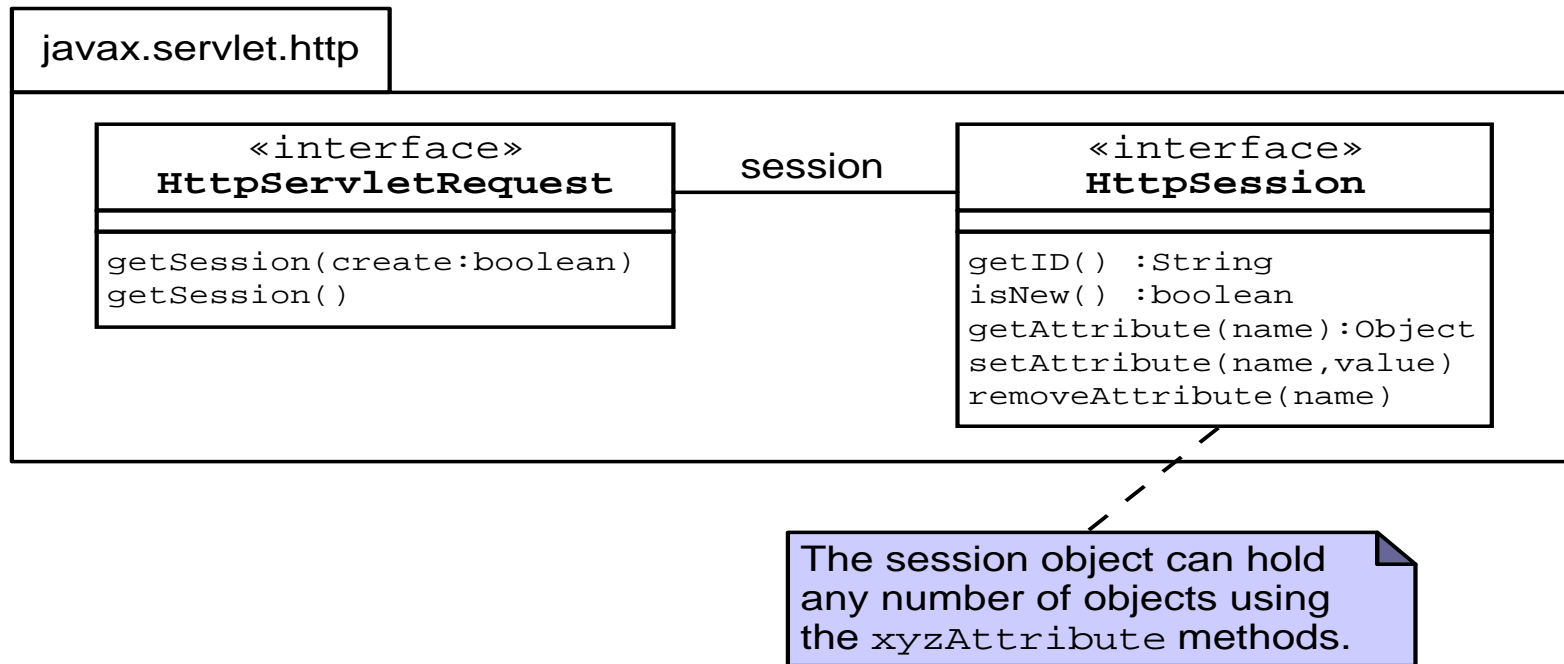 javax.servlet.http
«interface»
HttpServletRequest
getSession(create:boolean)
getSession()
session
«interface»
HttpSession
getID() :String
isNew() :boolean
getAttribute(name):Object
setAttribute(name,value)
removeAttribute(name)
The session object can hold
any number of objects using
the xyzAttribute methods.